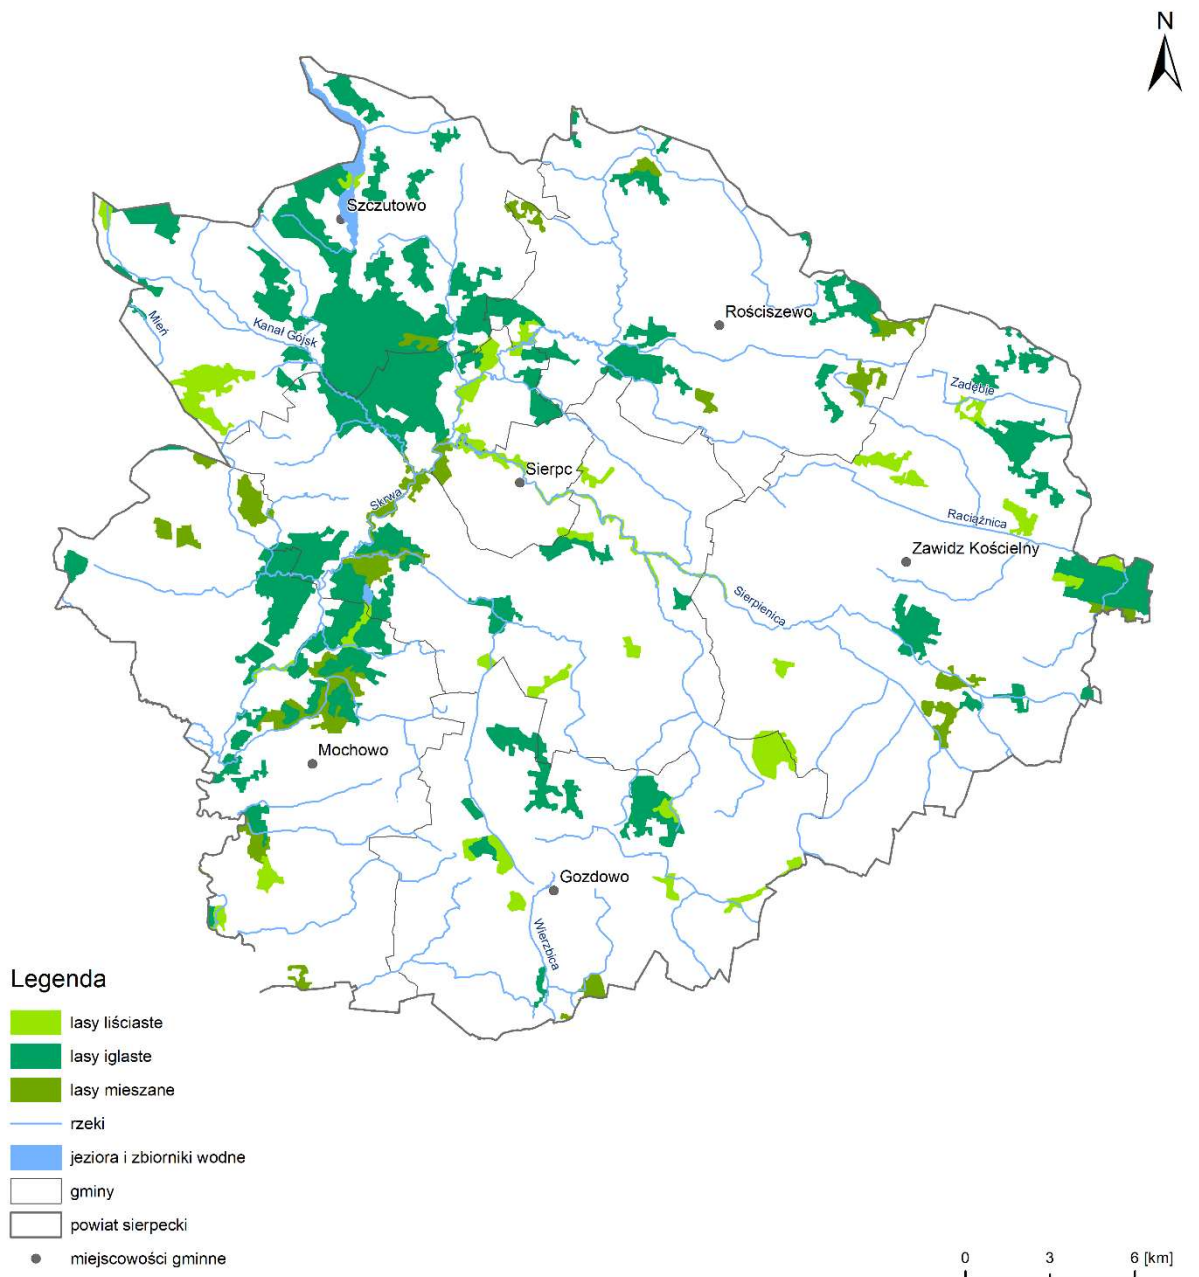 N
Szczutowo
Rościszewo
Mień
Kanał Gójsk
Zadębie
Sierpc
Skrwa
Raciąźnica
Zawidz Kościelny
Sierpienica
Mochowo
Gozdowo
Wierzbica
Legenda
lasy liściaste
lasy iglaste
lasy mieszane
rzeki
jeziora i zbiorniki wodne
gminy
powiat sierpecki
miejscowości gminne
0 3 6 [km]